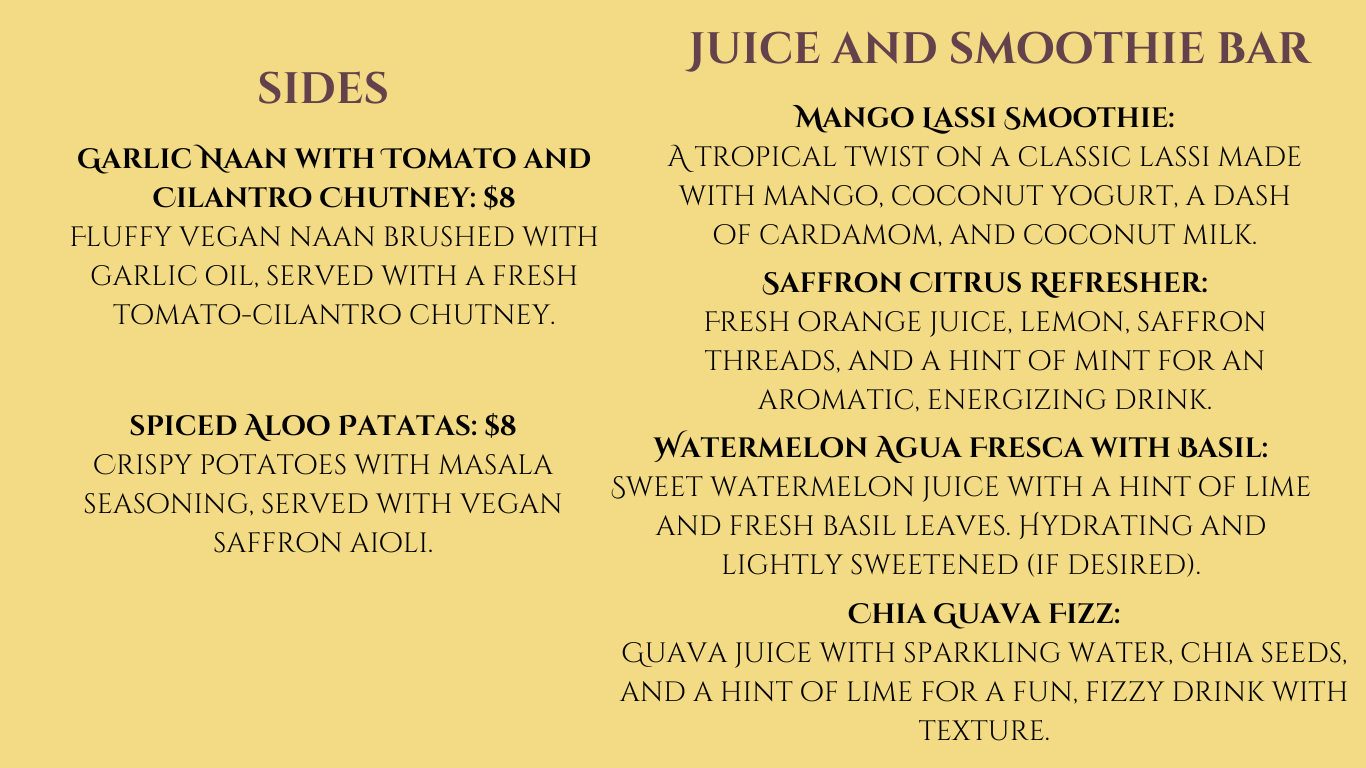 SIDES
Garlic Naan with Tomato and
Cilantro Chutney: $8
Fluffy vegan naan brushed with
garlic oil, served with a fresh
tomato-cilantro chutney.
Spiced Aloo Patatas: $8
Crispy potatoes with masala
seasoning, served with vegan
saffron aioli.
JUICE AND SMOOTHIE BAR
Mango Lassi Smoothie:
A tropical twist on a classic lassi made
with mango, coconut yogurt, a dash
of cardamom, and coconut milk.
Saffron Citrus Refresher:
Fresh orange juice, lemon, saffron
threads, and a hint of mint for an
aromatic, energizing drink.
Watermelon Agua Fresca with Basil:
Sweet watermelon juice with a hint of lime
and fresh basil leaves. Hydrating and
lightly sweetened (if desired).
Chia Guava Fizz:
Guava juice with sparkling water, chia seeds,
and a hint of lime for a fun, fizzy drink with
texture.